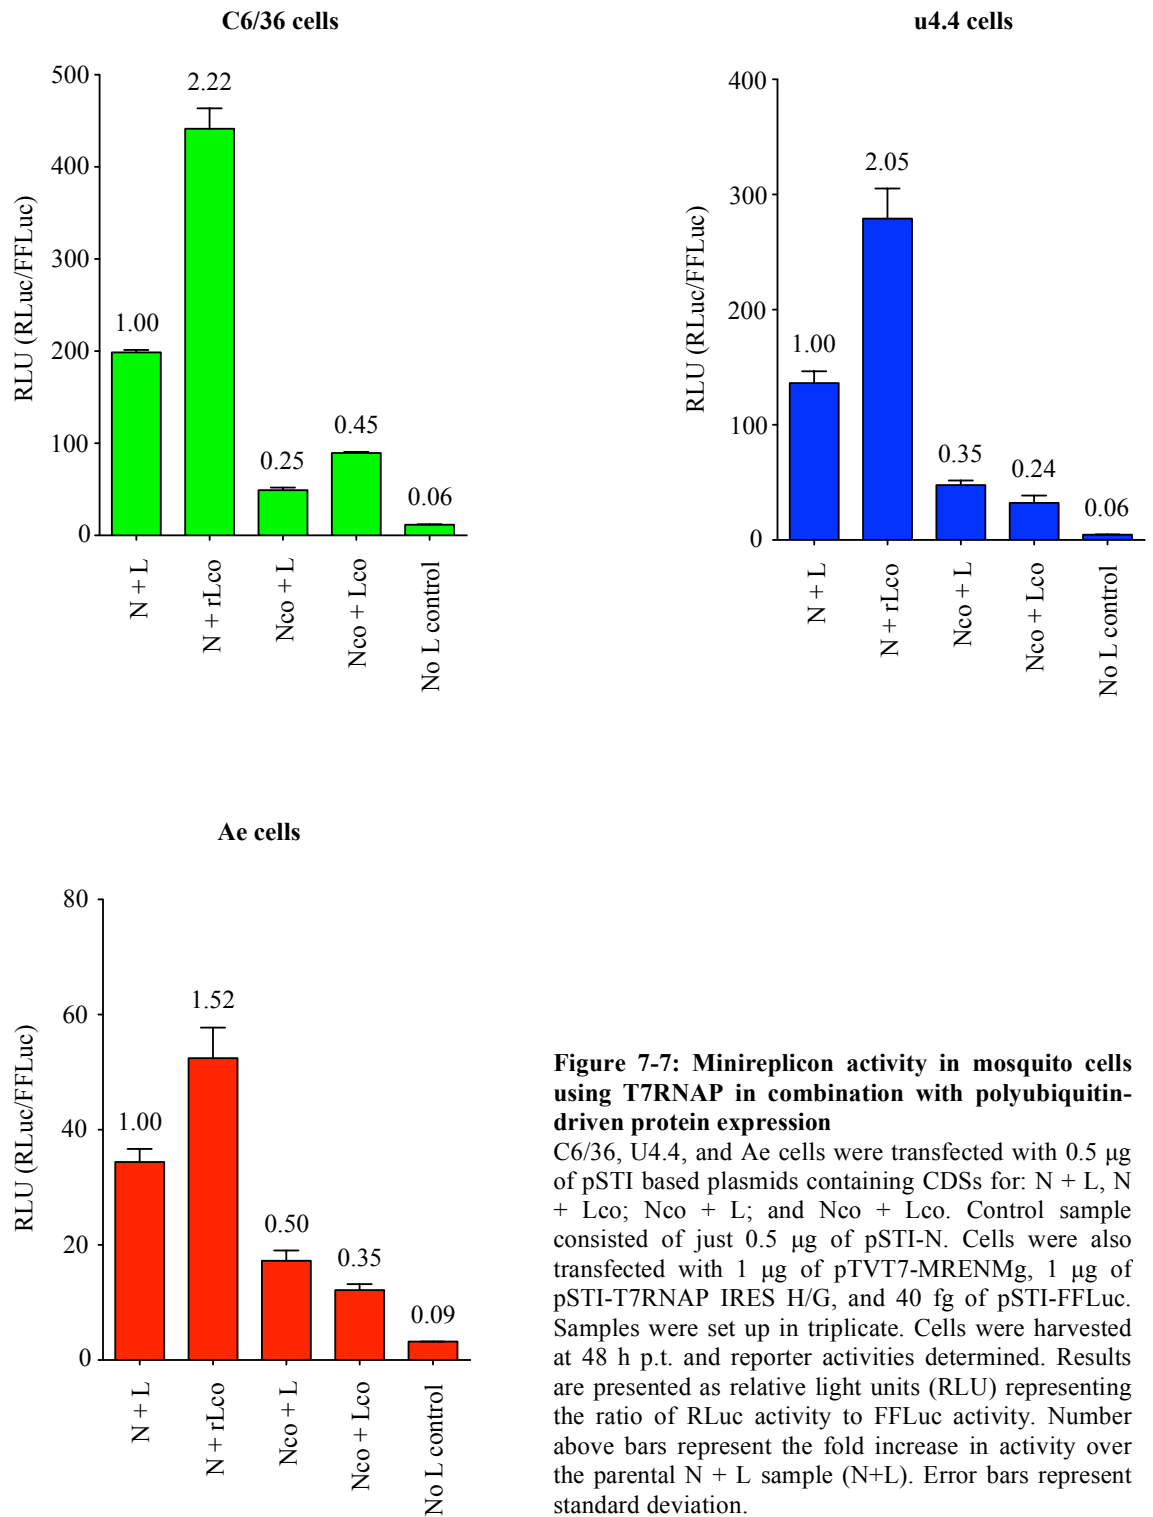 C6/36 cells
RLU (RLuc/FFLuc)
500
400
300
200
100
0
1.00
2.22
0.25
0.45
0.06
N + L
N + rLco
Nco + L
Nco + Lco
No L control
u4.4 cells
RLU (RLuc/FFLuc)
400
300
200
100
0
1.00
2.05
0.35
0.24
0.06
N + L
N + rLco
Nco + L
Nco + Lco
No L control
Ae cells
RLU (RLuc/FFLuc)
80
60
40
20
0
1.00
1.52
0.50
0.35
0.09
N + L
N + rLco
Nco + L
Nco + Lco
No L control
Figure 7-7: Minireplicon activity in mosquito cells
using T7RNAP in combination with polyubiquitin-
driven protein expression
C6/36, U4.4, and Ae cells were transfected with 0.5 μg
of pSTI based plasmids containing CDSs for: N + L, N
+ Lco; Nco + L; and Nco + Lco. Control sample
consisted of just 0.5 μg of pSTI-N. Cells were also
transfected with 1 μg of pTVT7-MRENMg, 1 μg of
pSTI-T7RNAP IRES H/G, and 40 fg of pSTI-FFLuc.
Samples were set up in triplicate. Cells were harvested
at 48 h p.t. and reporter activities determined. Results
are presented as relative light units (RLU) representing
the ratio of RLuc activity to FFLuc activity. Number
above bars represent the fold increase in activity over
the parental N + L sample (N+L). Error bars represent
standard deviation.